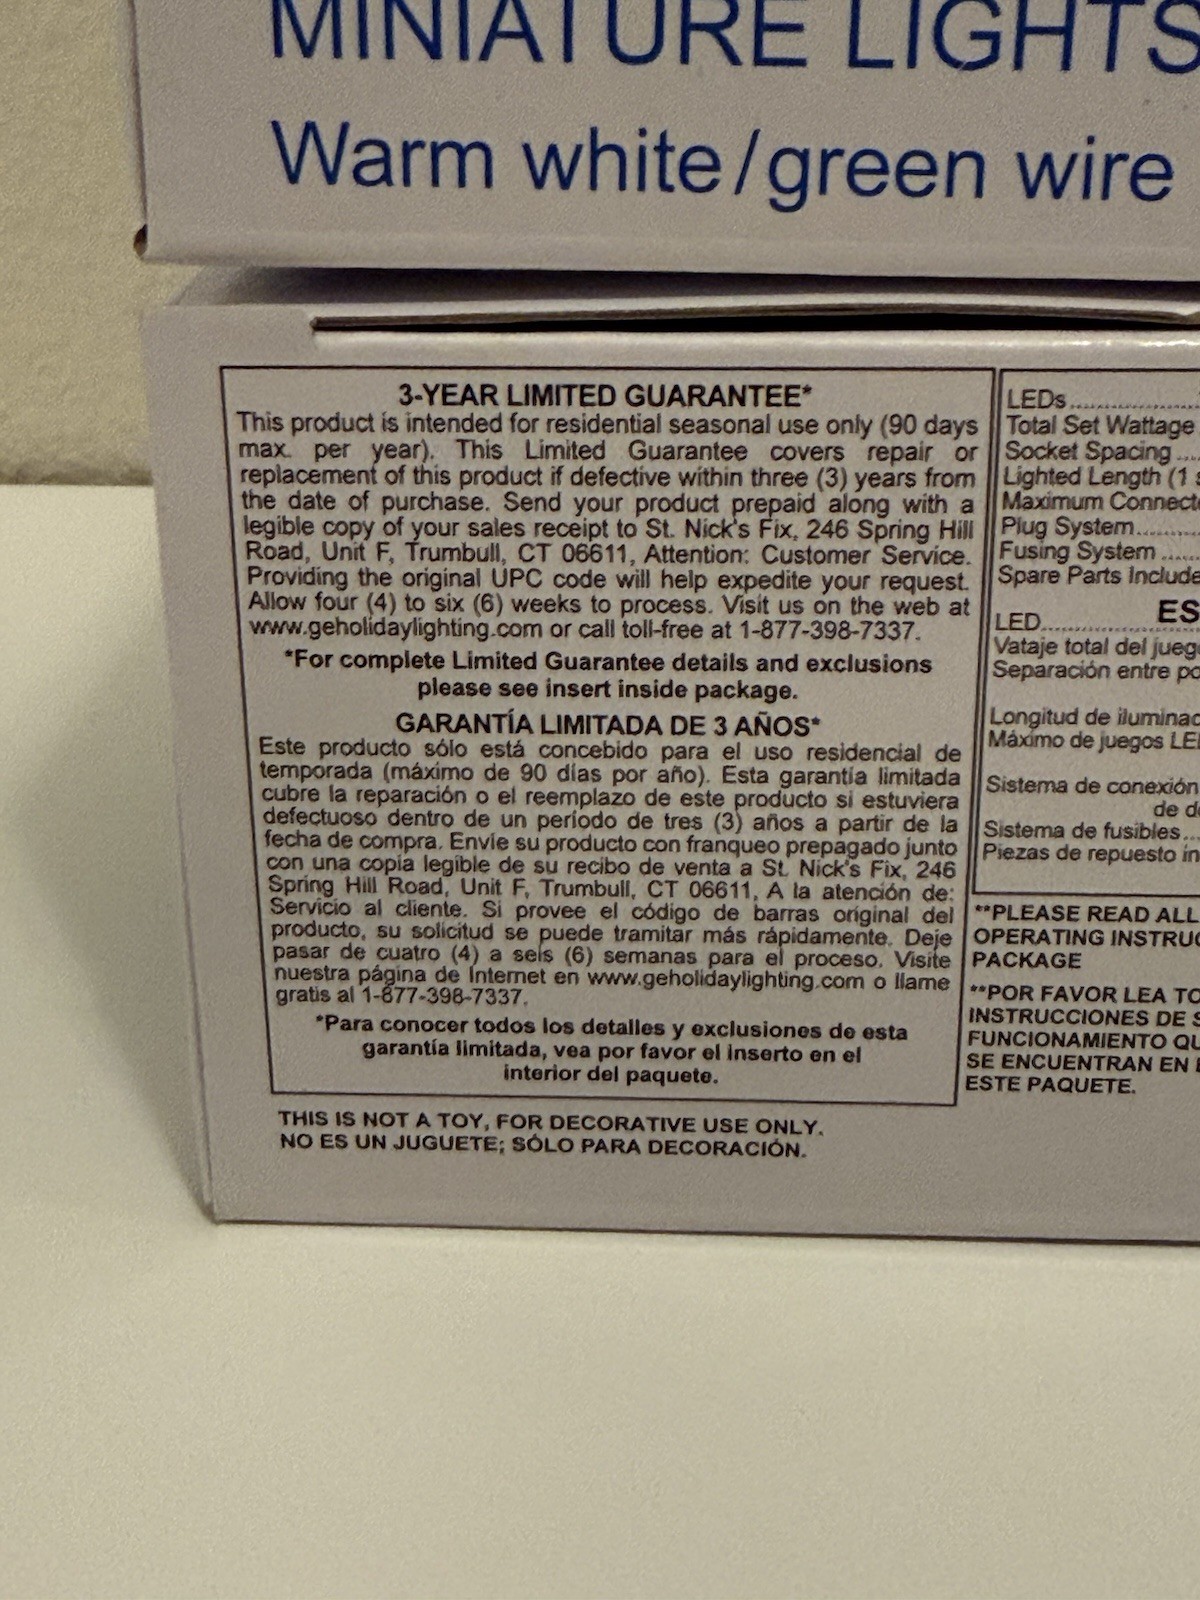 MINIATURE LIGHTS
Warm white/green wire
3-YEAR LIMITED GUARANTEE*
This product is intended for residential seasonal use only (90 days
max. per year). This Limited Guarantee covers repair or
replacement of this product if defective within three (3) years from
the date of purchase. Send your product prepaid along with a
legible copy of your sales receipt to St. Nick's Fix, 246 Spring Hill
Road, Unit F, Trumbull, CT 06611, Attention: Customer Service.
Providing the original UPC code will help expedite your request.
Allow four (4) to six (6) weeks to process. Visit us on the web at
www.geholidaylighting.com or call toll-free at 1-877-398-7337.
*For complete Limited Guarantee details and exclusions
please see insert inside package.
GARANTÍA LIMITADA DE 3 AÑOS*
Este producto sólo está concebido para el uso residencial de
temporada (máximo de 90 días por año). Esta garantía limitada
cubre la reparación o el reemplazo de este producto si estuviera
defectuoso dentro de un período de tres (3) años a partir de la
fecha de compra. Envíe su producto con franqueo prepagado junto
con una copia legible de su recibo de venta a St. Nick's Fix, 246
Spring Hill Road, Unit F, Trumbull, CT 06611, A la atención de:
Servicio al cliente. Si provee el código de barras original del
producto, su solicitud se puede tramitar más rápidamente. Deje
pasar de cuatro (4) a seis (6) semanas para el proceso. Visite
nuestra página de Internet en www.geholidaylighting.com o llame
gratis al 1-877-398-7337.
*Para conocer todos los detalles y exclusiones de esta
garantía limitada, vea por favor el inserto en el
interior del paquete.
THIS IS NOT A TOY, FOR DECORATIVE USE ONLY.
NO ES UN JUGUETE; SÓLO PARA DECORACIÓN.
LEDs
Total Set Wattage
Socket Spacing
Lighted Length (1
Maximum
Plug System
Fusing System
Spare Parts
ES
LED
Vataje total del
Separación entre
Longitud de
Máximo de juegos
Sistema de conexión
de
Sistema de fusibles
Piezas de repuesto
**PLEASE READ ALL
OPERATING
PACKAGE
**POR FAVOR LEA
INSTRUCCIONES DE
FUNCIONAMIENTO
SE ENCUENTRAN EN
ESTE PAQUETE.